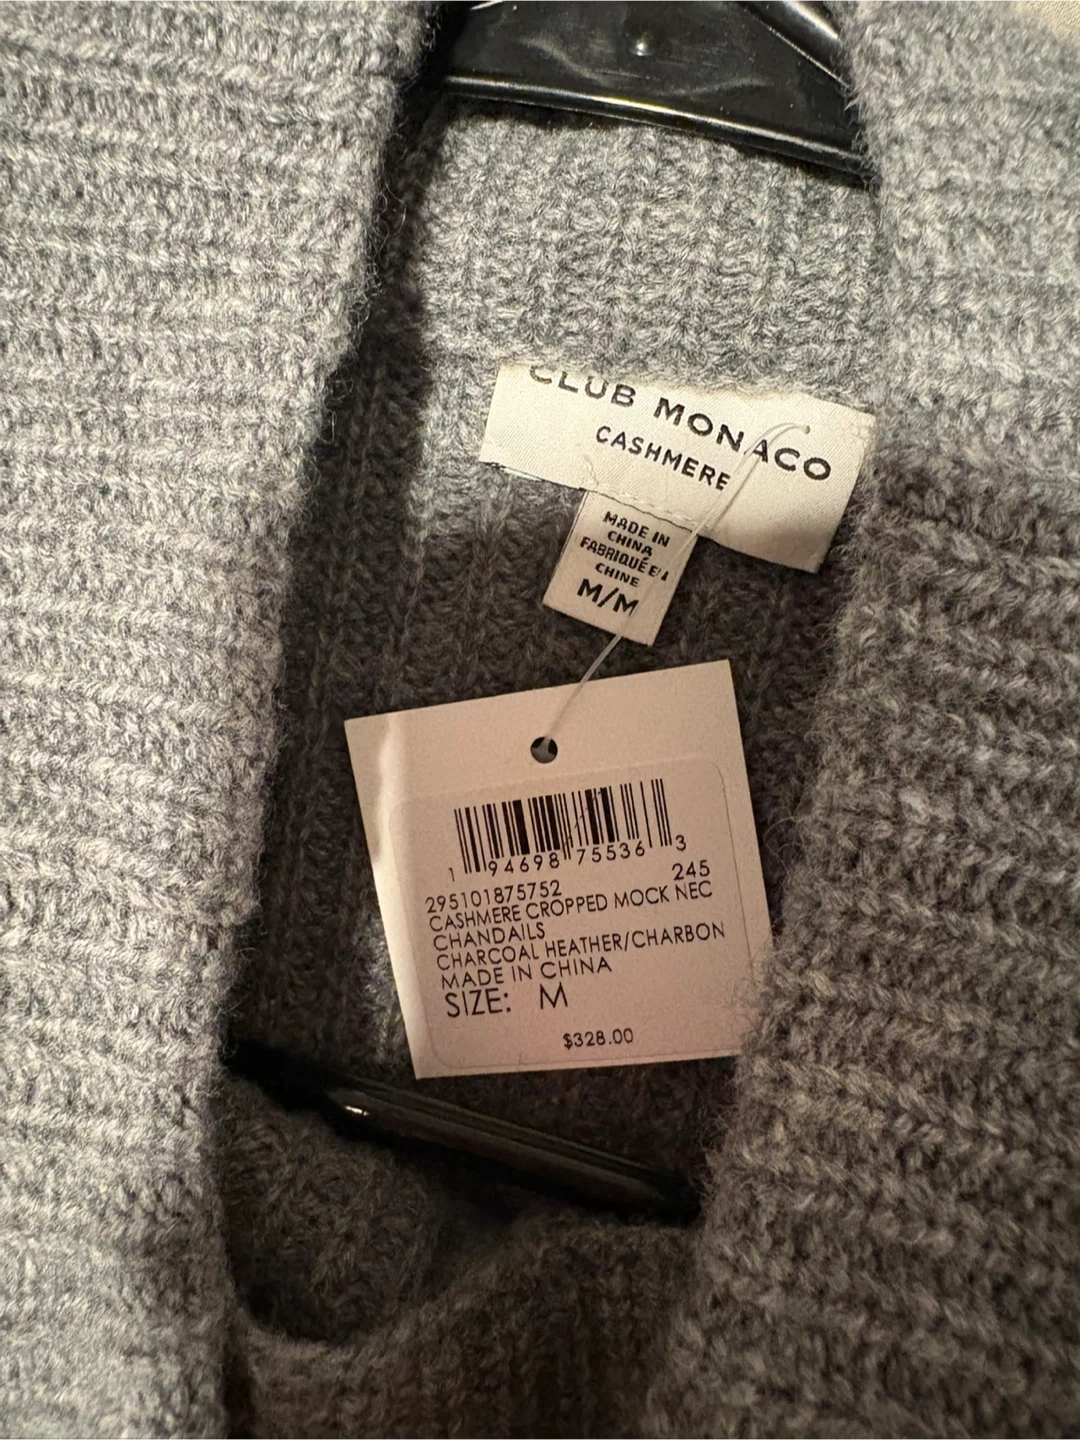 CLUB MONACO
CASHMERE
MADE IN
CHINA
FABRIQUÉ EN
CHINE
M/M
1 94698 75536 3
295101875752 245
CASHMERE CROPPED MOCK NEC
CHANDAILS
CHARCOAL HEATHER/CHARBON
MADE IN CHINA
SIZE: M
$328.00